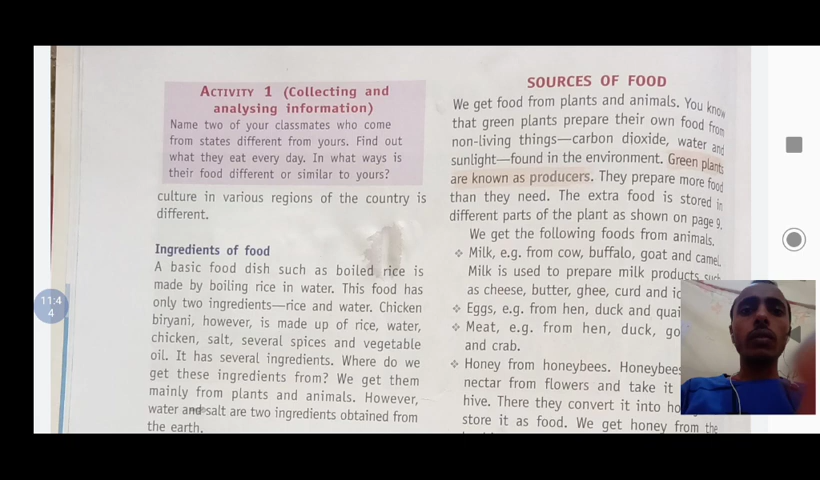 ACTIVITY 1 (Collecting and
analysing information)
Name two of your classmates who come
from states different from yours. Find out
what they eat every day. In what ways is
their food different or similar to yours?
culture in various regions of the country is
different.
Ingredients of food
A basic food dish such as boiled rice is
made by boiling rice in water. This food has
only two ingredients—rice and water. Chicken
biryani, however, is made up of rice, water,
chicken, salt, several spices and vegetable
oil. It has several ingredients. Where do we
get these ingredients from? We get them
mainly from plants and animals. However,
water and salt are two ingredients obtained from
the earth.
SOURCES OF FOOD
We get food from plants and animals. You know
that green plants prepare their own food from
non-living things—carbon dioxide, water and
sunlight—found in the environment. Green plants
are known as producers. They prepare more food
than they need. The extra food is stored in
different parts of the plant as shown on page 9.
We get the following foods from animals.
❖ Milk, e.g. from cow, buffalo, goat and camel.
Milk is used to prepare milk products such
as cheese, butter, ghee, curd and
❖ Eggs, e.g. from hen, duck and
❖ Meat, e.g. from hen, duck,
and crab.
❖ Honey from honeybees. Honeybees
nectar from flowers and take it
hive. There they convert it into
store it as food. We get honey from the
11:4
4